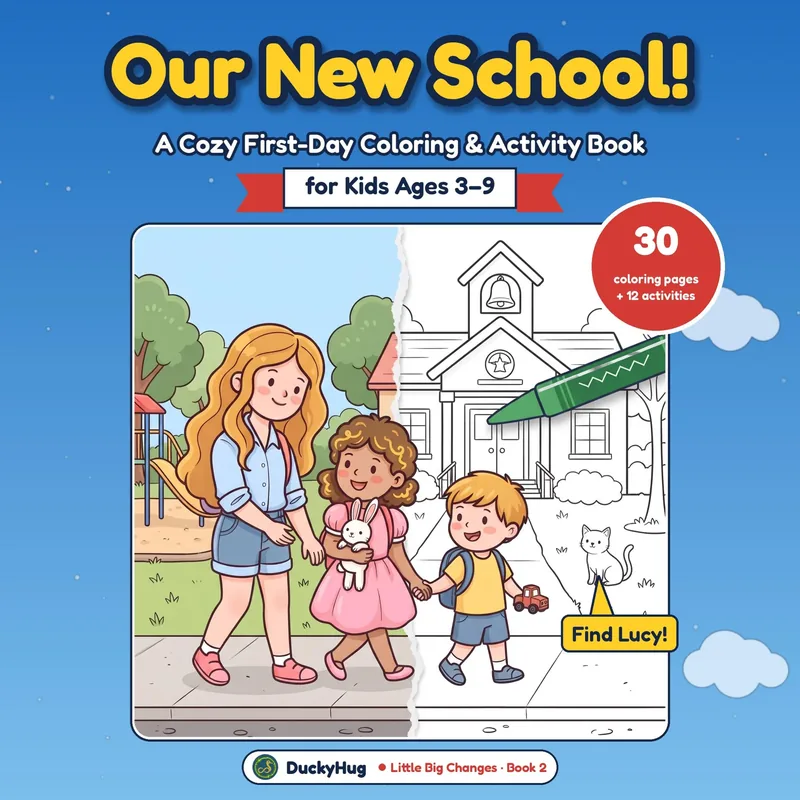 Our New School!
A Cozy First-Day Coloring & Activity Book
for Kids Ages 3–9
30
coloring pages
+ 12 activities
Find Lucy!
DuckyHug • Little Big Changes · Book 2